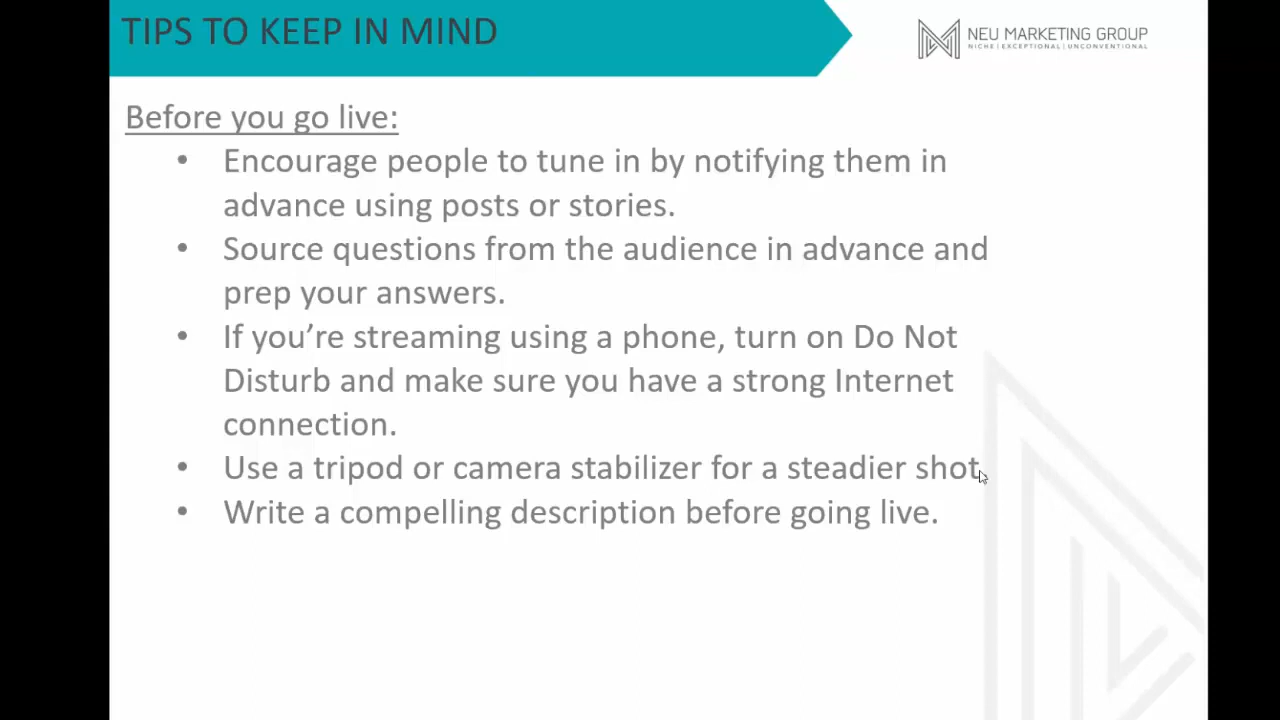 TIPS TO KEEP IN MIND
NEU MARKETING GROUP
NICHE | EXCEPTIONAL | UNCONVENTIONAL
Before you go live:
• Encourage people to tune in by notifying them in
advance using posts or stories.
• Source questions from the audience in advance and
prep your answers.
• If you’re streaming using a phone, turn on Do Not
Disturb and make sure you have a strong Internet
connection.
• Use a tripod or camera stabilizer for a steadier shot.
• Write a compelling description before going live.